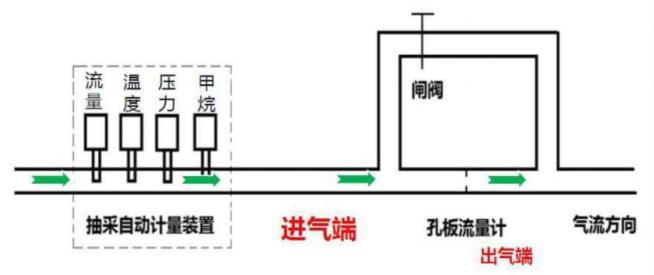 流量
温度
压力
甲烷
闸阀
抽采自动计量装置
进气端
孔板流量计
气流方向
出气端